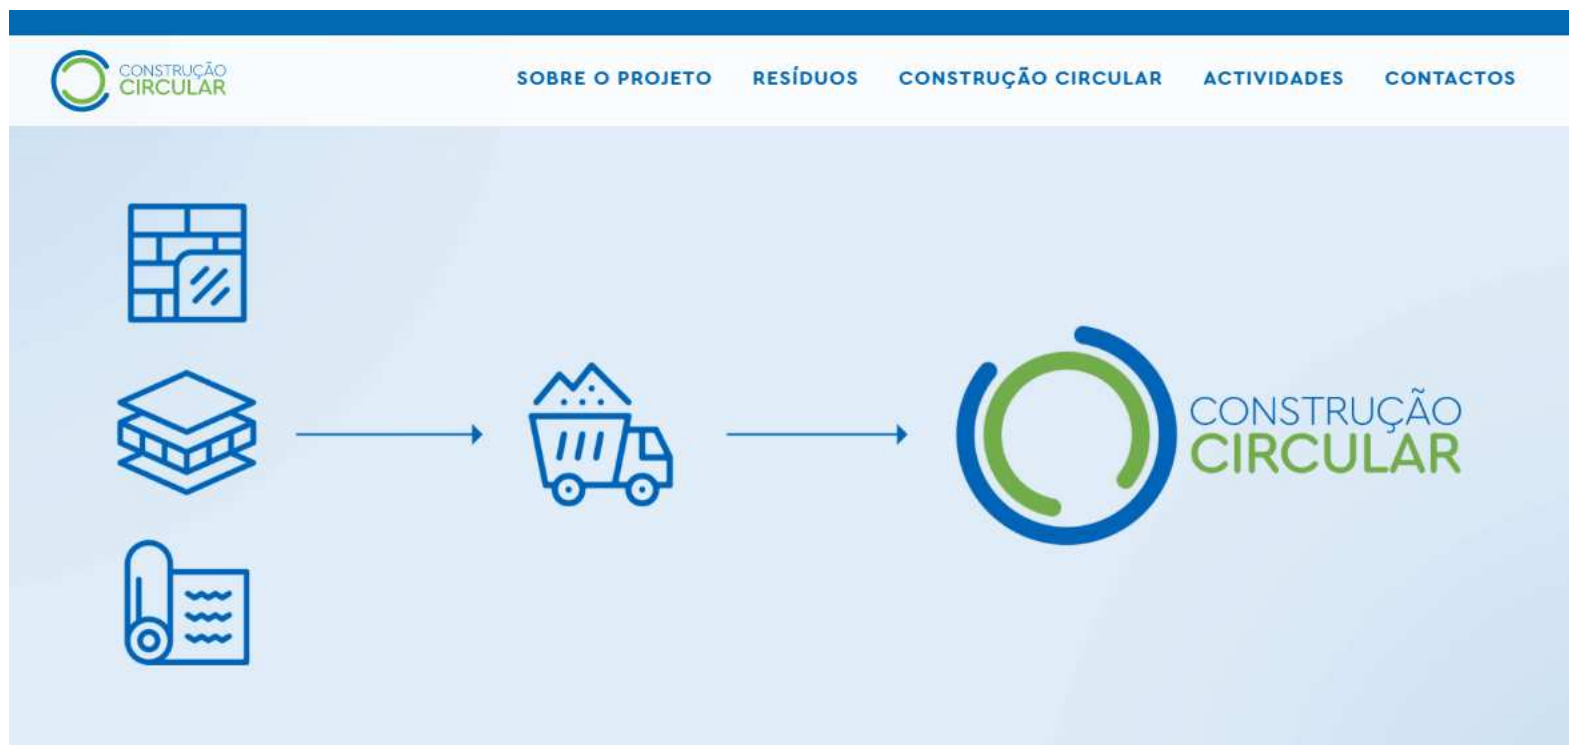 CONSTRUÇÃO
CIRCULAR
SOBRE O PROJETO RESÍDUOS CONSTRUÇÃO CIRCULAR ACTIVIDADES CONTACTOS
CONSTRUÇÃO
CIRCULAR